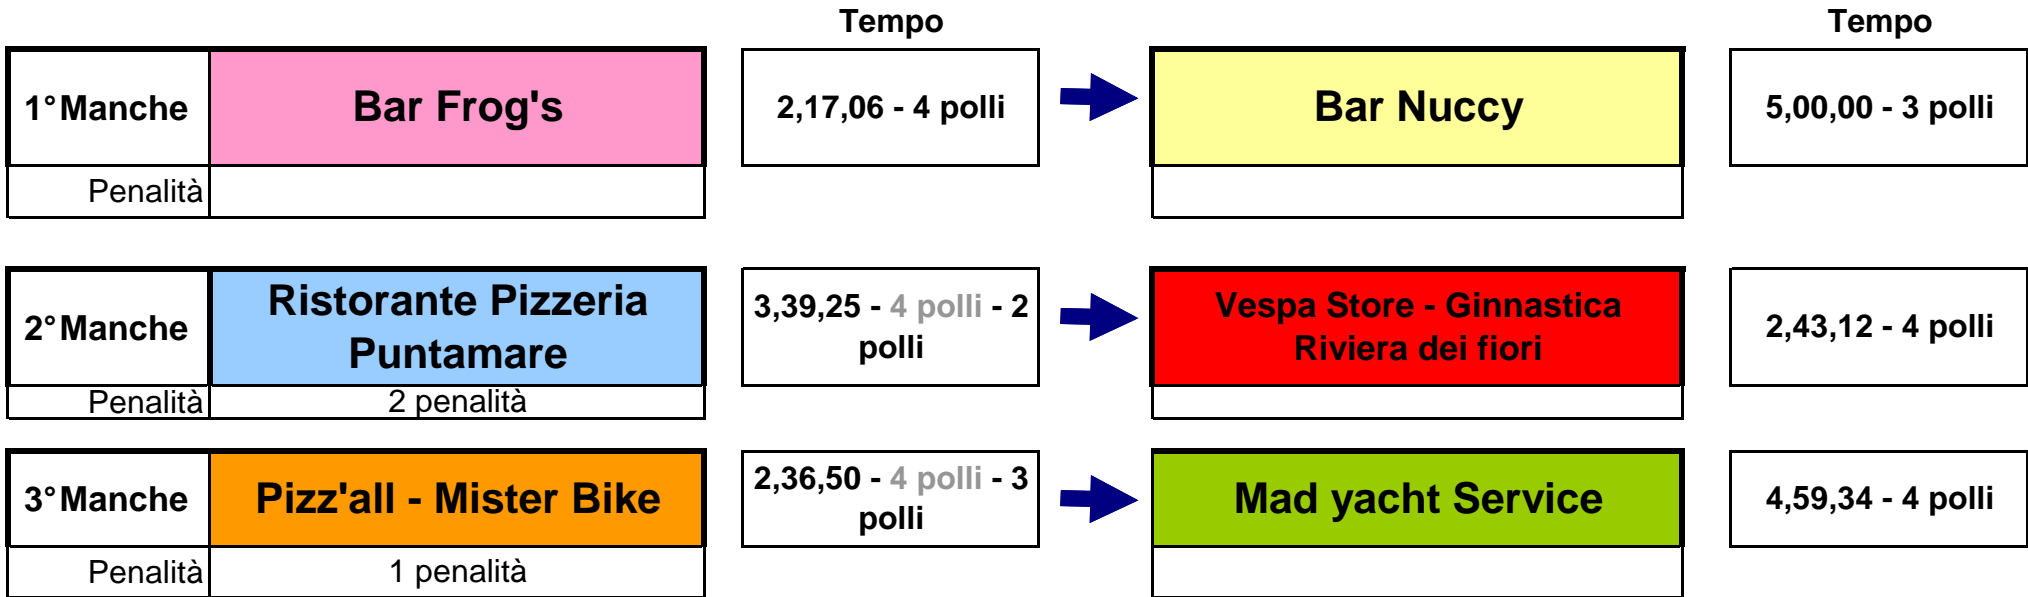 Tempo Tempo
1° Manche Bar Frog's 2,17,06 - 4 polli Bar Nuccy 5,00,00 - 3 polli
Penalità
2° Manche Ristorante Pizzeria Puntamare 3,39,25 - 4 polli - 2 polli Vespa Store - Ginnastica Riviera dei fiori 2,43,12 - 4 polli
Penalità 2 penalità
3° Manche Pizz'all - Mister Bike 2,36,50 - 4 polli - 3 polli Mad yacht Service 4,59,34 - 4 polli
Penalità 1 penalità